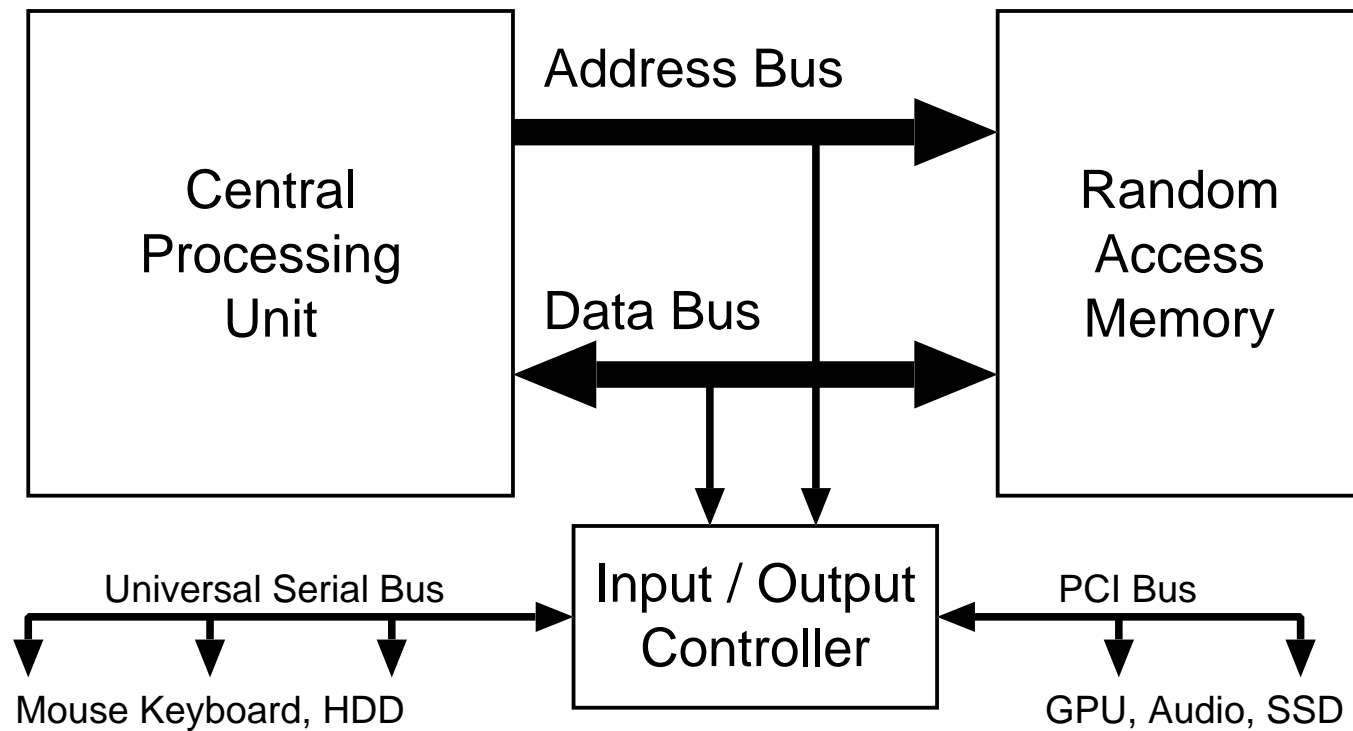 Address Bus
Central
Processing
Unit
Random
Access
Memory
Data Bus
Universal Serial Bus
Input / Output
Controller
PCI Bus
Mouse Keyboard, HDD
GPU, Audio, SSD